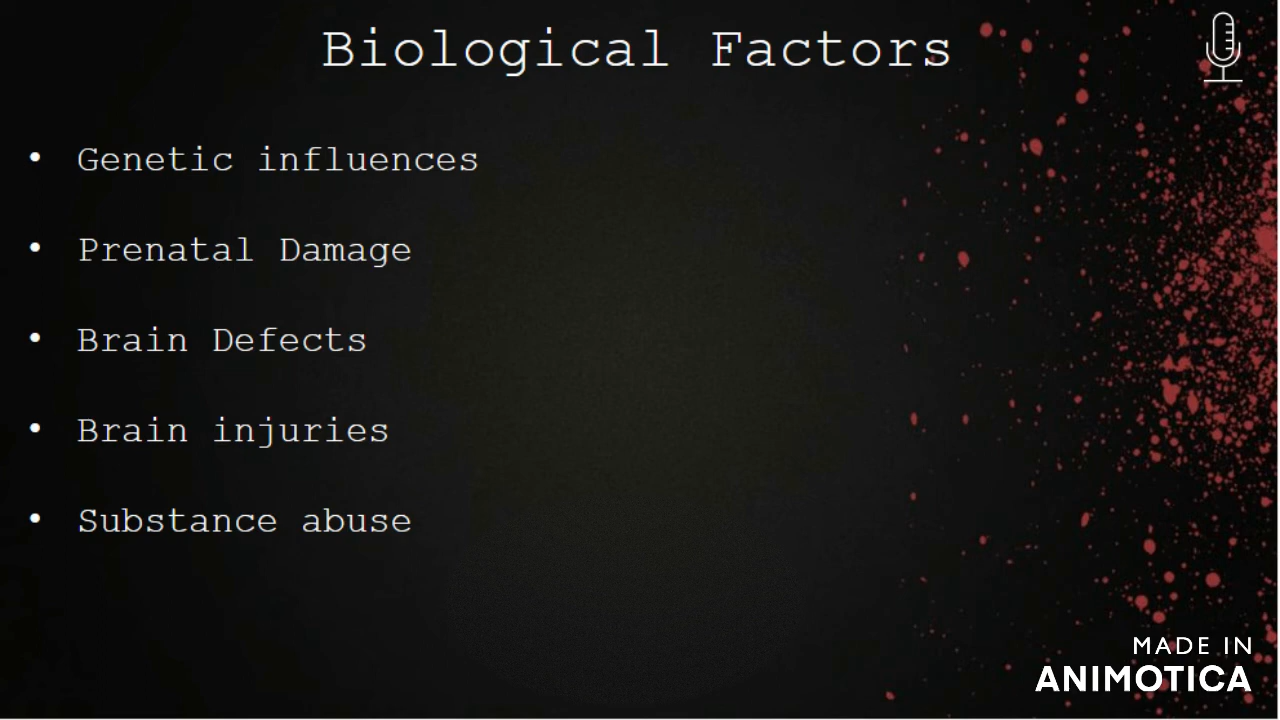 Biological Factors
• Genetic influences
• Prenatal Damage
• Brain Defects
• Brain injuries
• Substance abuse
MADE IN
ANIMOTICA